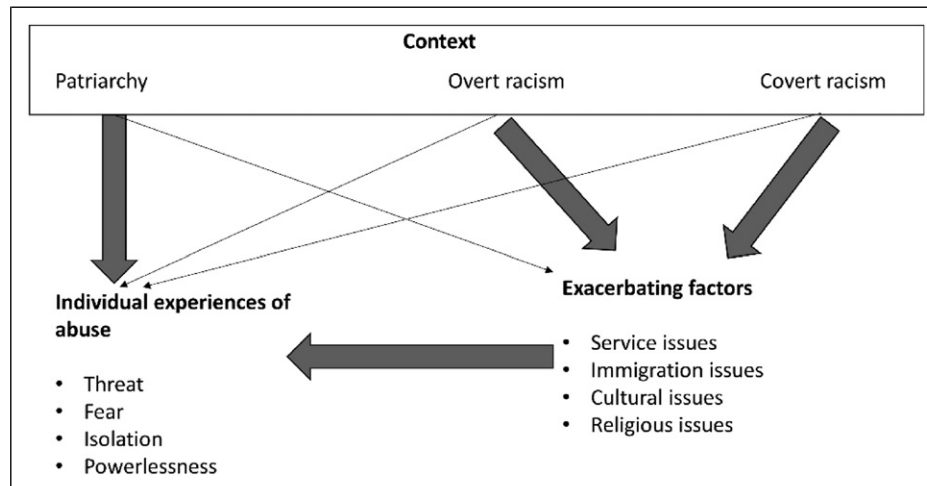 Context
Patriarchy Overt racism Covert racism
Individual experiences of
abuse
• Threat
• Fear
• Isolation
• Powerlessness
Exacerbating factors
• Service issues
• Immigration issues
• Cultural issues
• Religious issues